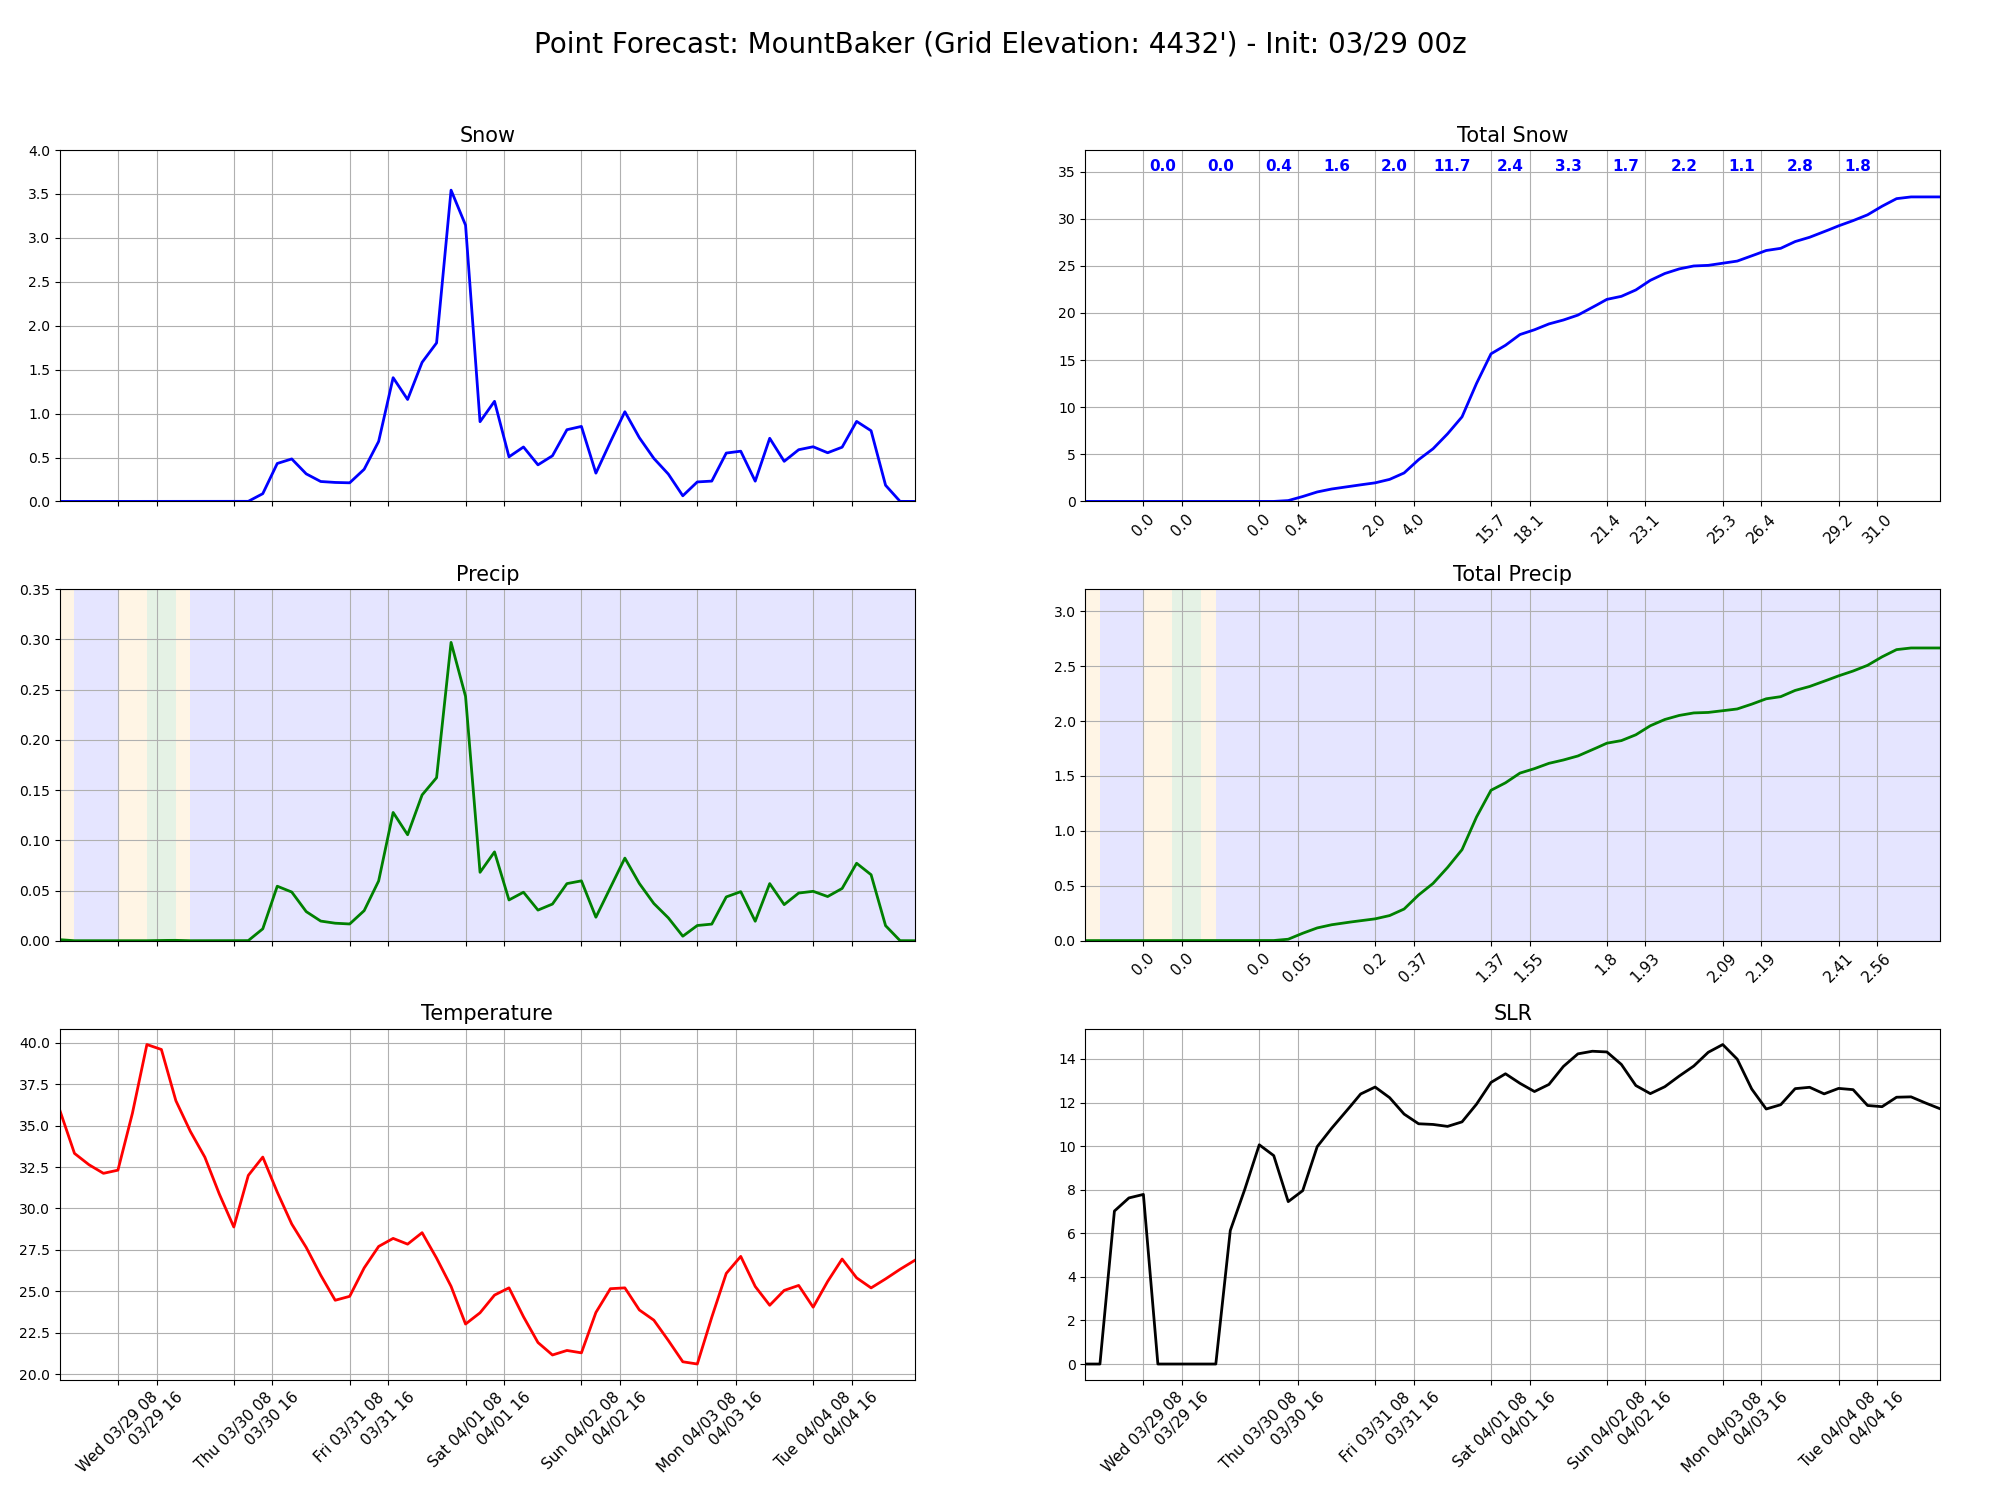 Point Forecast: MountBaker (Grid Elevation: 4432') - Init: 03/29 00z
Snow
4.0
3.5
3.0
2.5
2.0
1.5
1.0
0.5
0.0
Total Snow
0.0 0.0 0.4 1.6 2.0 11.7 2.4 3.3 1.7 2.2 1.1 2.8 1.8
35
30
25
20
15
10
5
0
0.0 0.0 0.0 0.4 2.0 4.0 15.7 18.1 21.4 23.1 25.3 26.4 29.2 31.0
Precip
0.35
0.30
0.25
0.20
0.15
0.10
0.05
0.00
Total Precip
3.0
2.5
2.0
1.5
1.0
0.5
0.0
0.0 0.0 0.0 0.05 0.2 0.37 1.37 1.55 1.8 1.93 2.09 2.19 2.41 2.56
Temperature
40.0
37.5
35.0
32.5
30.0
27.5
25.0
22.5
20.0
Wed 03/29 08
03/29 16
Thu 03/30 08
03/30 16
Fri 03/31 08
03/31 16
Sat 04/01 08
04/01 16
Sun 04/02 08
04/02 16
Mon 04/03 08
04/03 16
Tue 04/04 08
04/04 16
SLR
14
12
10
8
6
4
2
0
Wed 03/29 08
03/29 16
Thu 03/30 08
03/30 16
Fri 03/31 08
03/31 16
Sat 04/01 08
04/01 16
Sun 04/02 08
04/02 16
Mon 04/03 08
04/03 16
Tue 04/04 08
04/04 16